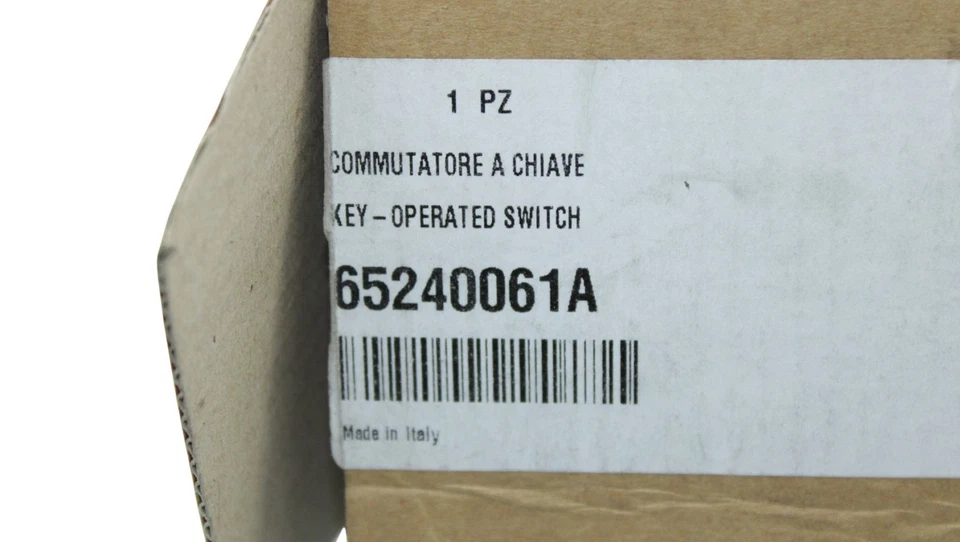 1 PZ
COMMUTATORE A CHIAVE
KEY – OPERATED SWITCH
65240061A
Made in Italy